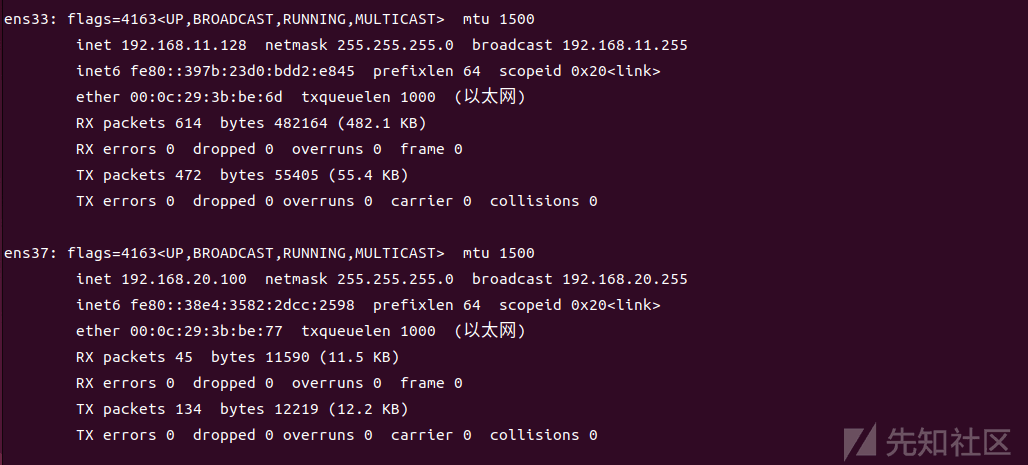 ens33: flags=4163<UP,BROADCAST,RUNNING,MULTICAST>  mtu 1500
        inet 192.168.11.128  netmask 255.255.255.0  broadcast 192.168.11.255
        inet6 fe80::397b:23d0:bdd2:e845  prefixlen 64  scopeid 0x20<link>
        ether 00:0c:29:3b:be:6d  txqueuelen 1000  (以太网)
        RX packets 614  bytes 482164 (482.1 KB)
        RX errors 0  dropped 0  overruns 0  frame 0
        TX packets 472  bytes 55405 (55.4 KB)
        TX errors 0  dropped 0 overruns 0  carrier 0  collisions 0

ens37: flags=4163<UP,BROADCAST,RUNNING,MULTICAST>  mtu 1500
        inet 192.168.20.100  netmask 255.255.255.0  broadcast 192.168.20.255
        inet6 fe80::38e4:3582:2dcc:2598  prefixlen 64  scopeid 0x20<link>
        ether 00:0c:29:3b:be:77  txqueuelen 1000  (以太网)
        RX packets 45  bytes 11590 (11.5 KB)
        RX errors 0  dropped 0  overruns 0  frame 0
        TX packets 134  bytes 12219 (12.2 KB)
        TX errors 0  dropped 0 overruns 0  carrier 0  collisions 0
先知社区